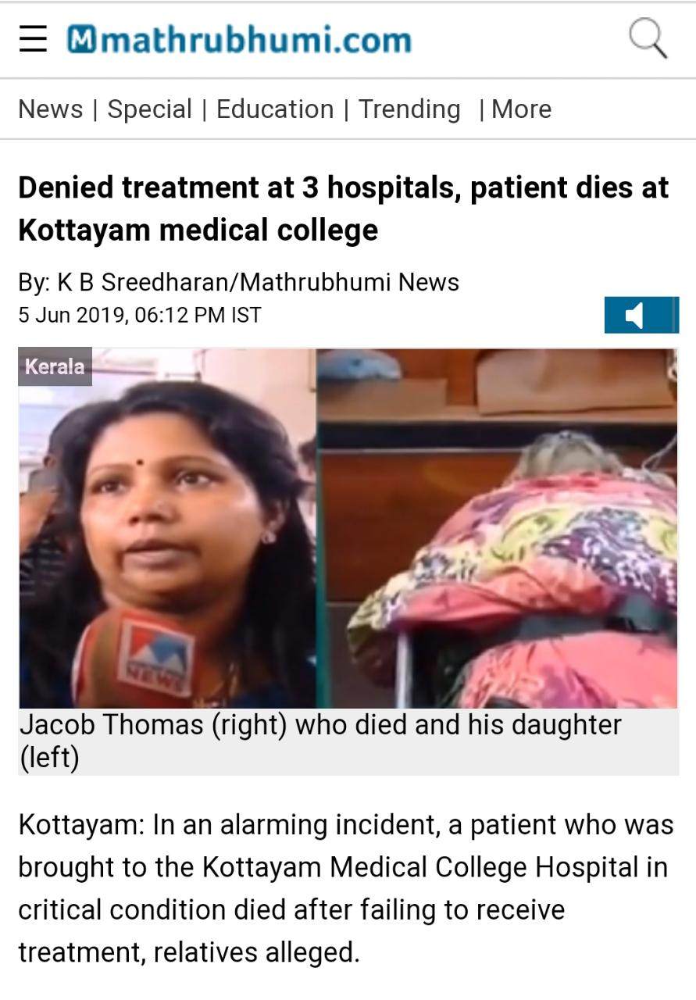 Mmathrubhumi.com
News | Special | Education | Trending | More
Denied treatment at 3 hospitals, patient dies at
Kottayam medical college
By: K B Sreedharan/Mathrubhumi News
5 Jun 2019, 06:12 PM IST
Kerala
NEWS
Jacob Thomas (right) who died and his daughter
(left)
Kottayam: In an alarming incident, a patient who was
brought to the Kottayam Medical College Hospital in
critical condition died after failing to receive
treatment, relatives alleged.